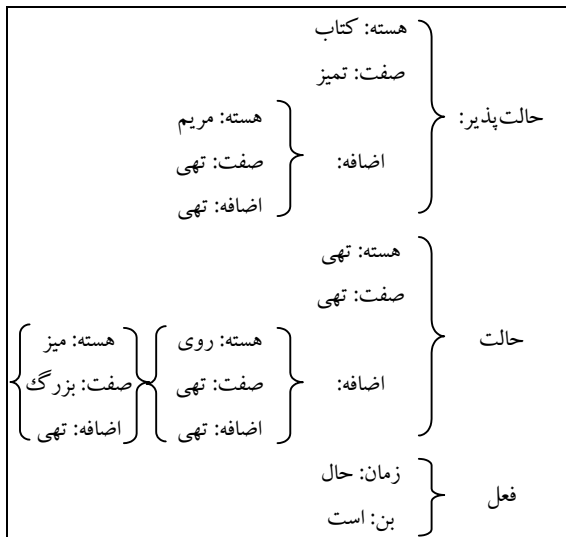 هسته: کتاب
صفت: تمیز
حالت‌پذیر:
هسته: مریم
اضافه:
صفت: تهی
اضافه: تهی
هسته: تهی
صفت: تهی
حالت
هسته: روی
هسته: میز
اضافه:
صفت: تهی
صفت: بزرگ
اضافه: تهی
اضافه: تهی
زمان: حال
فعل
بن: است